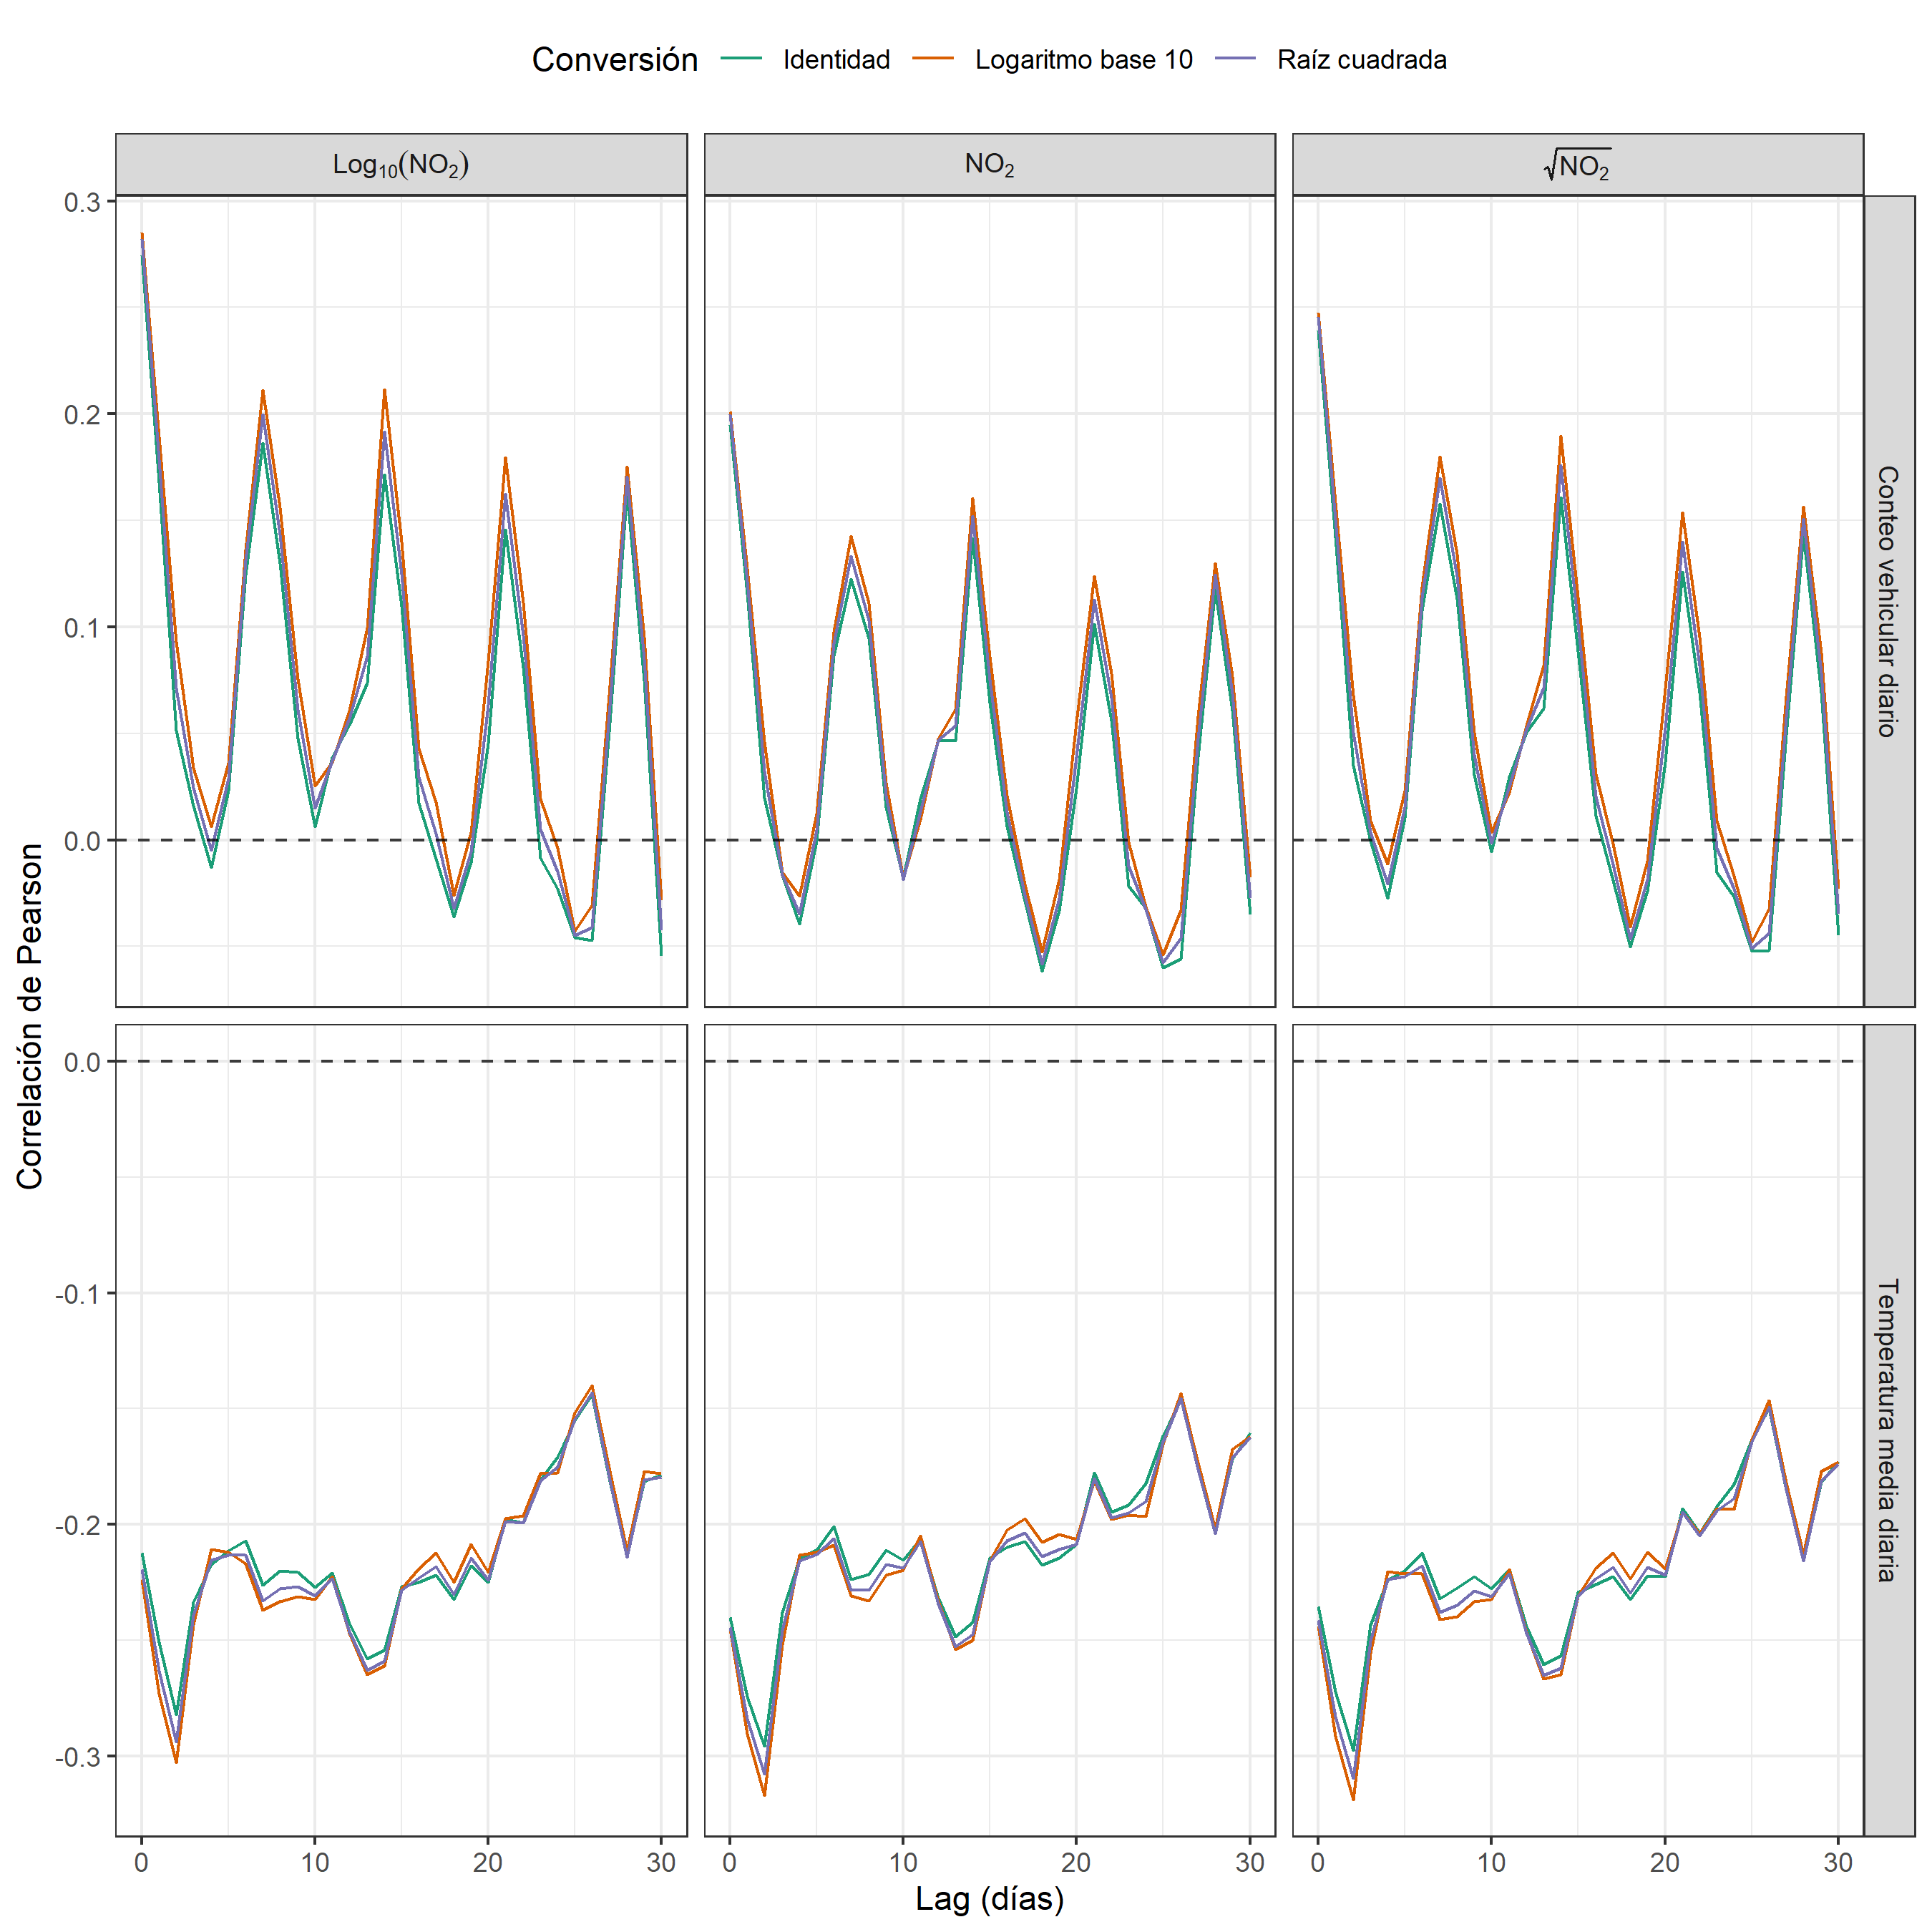 Conversión Identidad Logaritmo base 10 Raíz cuadrada
Log₁₀(NO₂) NO₂ √NO₂
0.3
0.2
0.1
0.0
Conteo vehicular diario
0.0
-0.1
-0.2
-0.3
Temperatura media diaria
Correlación de Pearson
0 10 20 30 0 10 20 30 0 10 20 30
Lag (días)